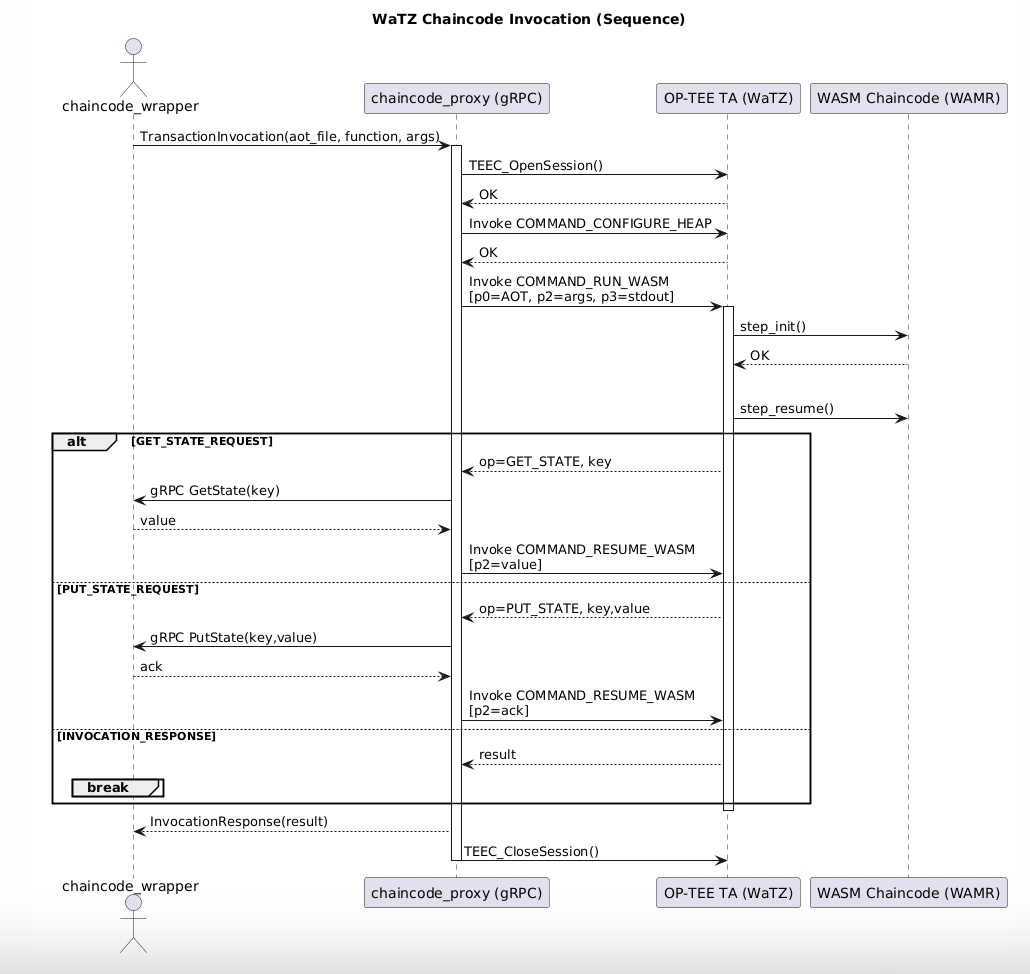 WaTZ Chaincode Invocation (Sequence)
chaincode_wrapper
chaincode_proxy (gRPC)
OP-TEE TA (WaTZ)
WASM Chaincode (WAMR)
TransactionInvocation(aot_file, function, args)
TEEC_OpenSession()
OK
Invoke COMMAND_CONFIGURE_HEAP
OK
Invoke COMMAND_RUN_WASM
[p0=AOT, p2=args, p3=stdout]
step_init()
OK
step_resume()
alt
[GET_STATE_REQUEST]
op=GET_STATE, key
gRPC GetState(key)
value
Invoke COMMAND_RESUME_WASM
[p2=value]
[PUT_STATE_REQUEST]
op=PUT_STATE, key,value
gRPC PutState(key,value)
ack
Invoke COMMAND_RESUME_WASM
[p2=ack]
[INVOCATION_RESPONSE]
result
break
InvocationResponse(result)
TEEC_CloseSession()
chaincode_wrapper
chaincode_proxy (gRPC)
OP-TEE TA (WaTZ)
WASM Chaincode (WAMR)